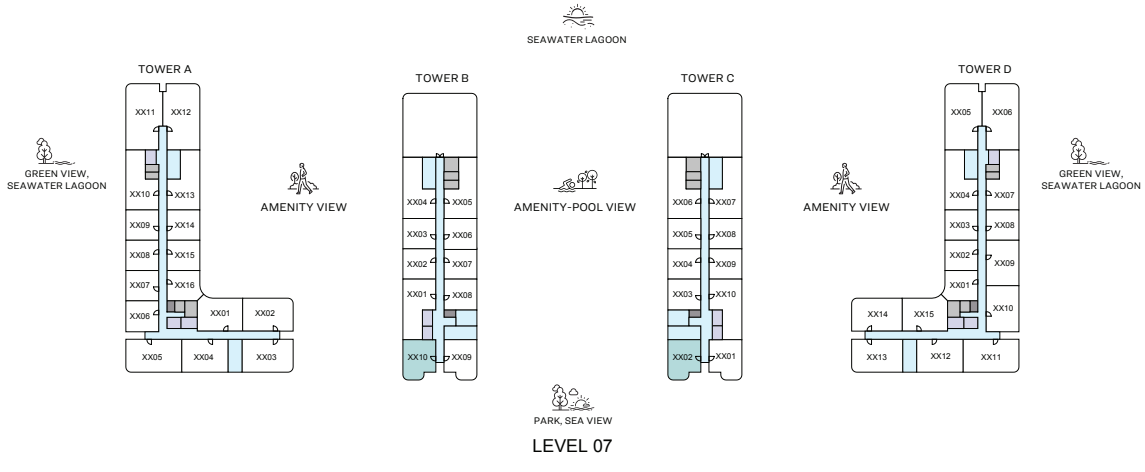 SEAWATER LAGOON
TOWER A
TOWER B
TOWER C
TOWER D
XX11 XX12
XX05 XX06
GREEN VIEW,
SEAWATER LAGOON
GREEN VIEW,
SEAWATER LAGOON
AMENITY VIEW
AMENITY-POOL VIEW
AMENITY VIEW
XX10 XX13
XX04 XX05
XX06 XX07
XX04 XX07
XX09 XX14
XX03 XX06
XX05 XX08
XX03 XX08
XX08 XX15
XX02 XX07
XX04 XX09
XX02 XX09
XX07 XX16
XX01 XX08
XX03 XX10
XX01
XX10
XX06
XX01 XX02
XX14 XX15
XX05 XX04 XX03
XX10 XX09
XX02 XX01
XX13 XX12 XX11
PARK, SEA VIEW
LEVEL 07